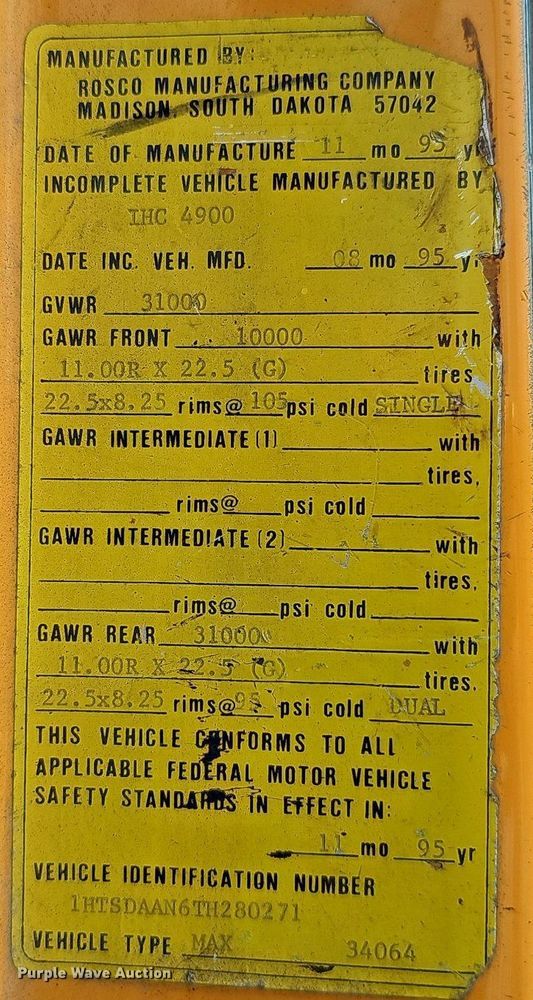 MANUFACTURED BY:
ROSCO MANUFACTURING COMPANY
MADISON, SOUTH DAKOTA 57042
DATE OF MANUFACTURE 11 mo 95 yr
INCOMPLETE VEHICLE MANUFACTURED BY
IHC 4900
DATE INC. VEH. MFD. 08 mo 95 yr
GVWR 31000
GAWR FRONT 10000 with
11.00R X 22.5 (G) tires
22.5x8.25 rims@ 105 psi cold SINGLE
GAWR INTERMEDIATE (1) with
tires,
rims@ psi cold
GAWR INTERMEDIATE (2) with
tires,
rims@ psi cold
GAWR REAR 31000 with
11.00R X 22.5 (G) tires.
22.5x8.25 rims@ 95 psi cold DUAL
THIS VEHICLE CONFORMS TO ALL
APPLICABLE FEDERAL MOTOR VEHICLE
SAFETY STANDARDS IN EFFECT IN:
11 mo 95 yr
VEHICLE IDENTIFICATION NUMBER
1HTSDAAN6TH280271
VEHICLE TYPE MAX 34064
Purple Wave Auction